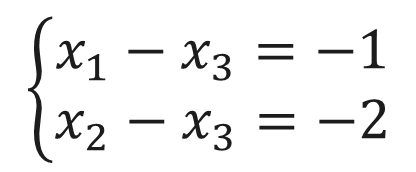 x₁ − x₃ = −1
x₂ − x₃ = −2